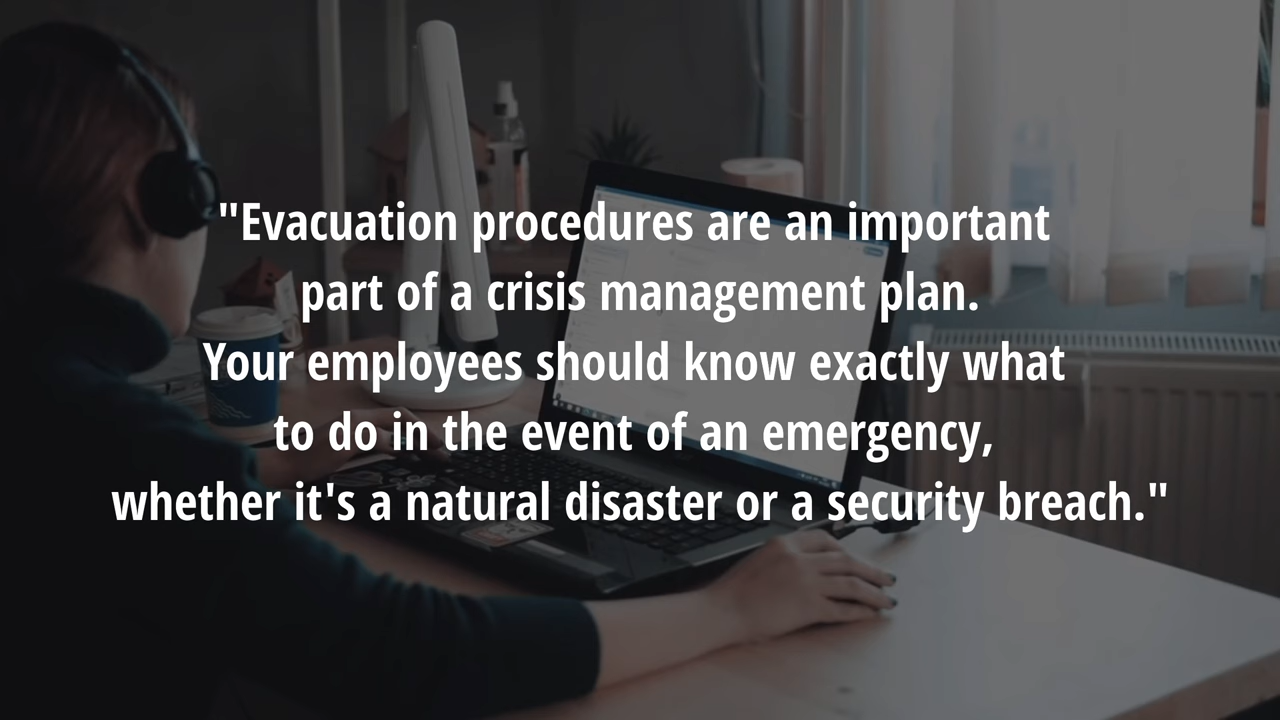 "Evacuation procedures are an important
part of a crisis management plan.
Your employees should know exactly what
to do in the event of an emergency,
whether it's a natural disaster or a security breach."